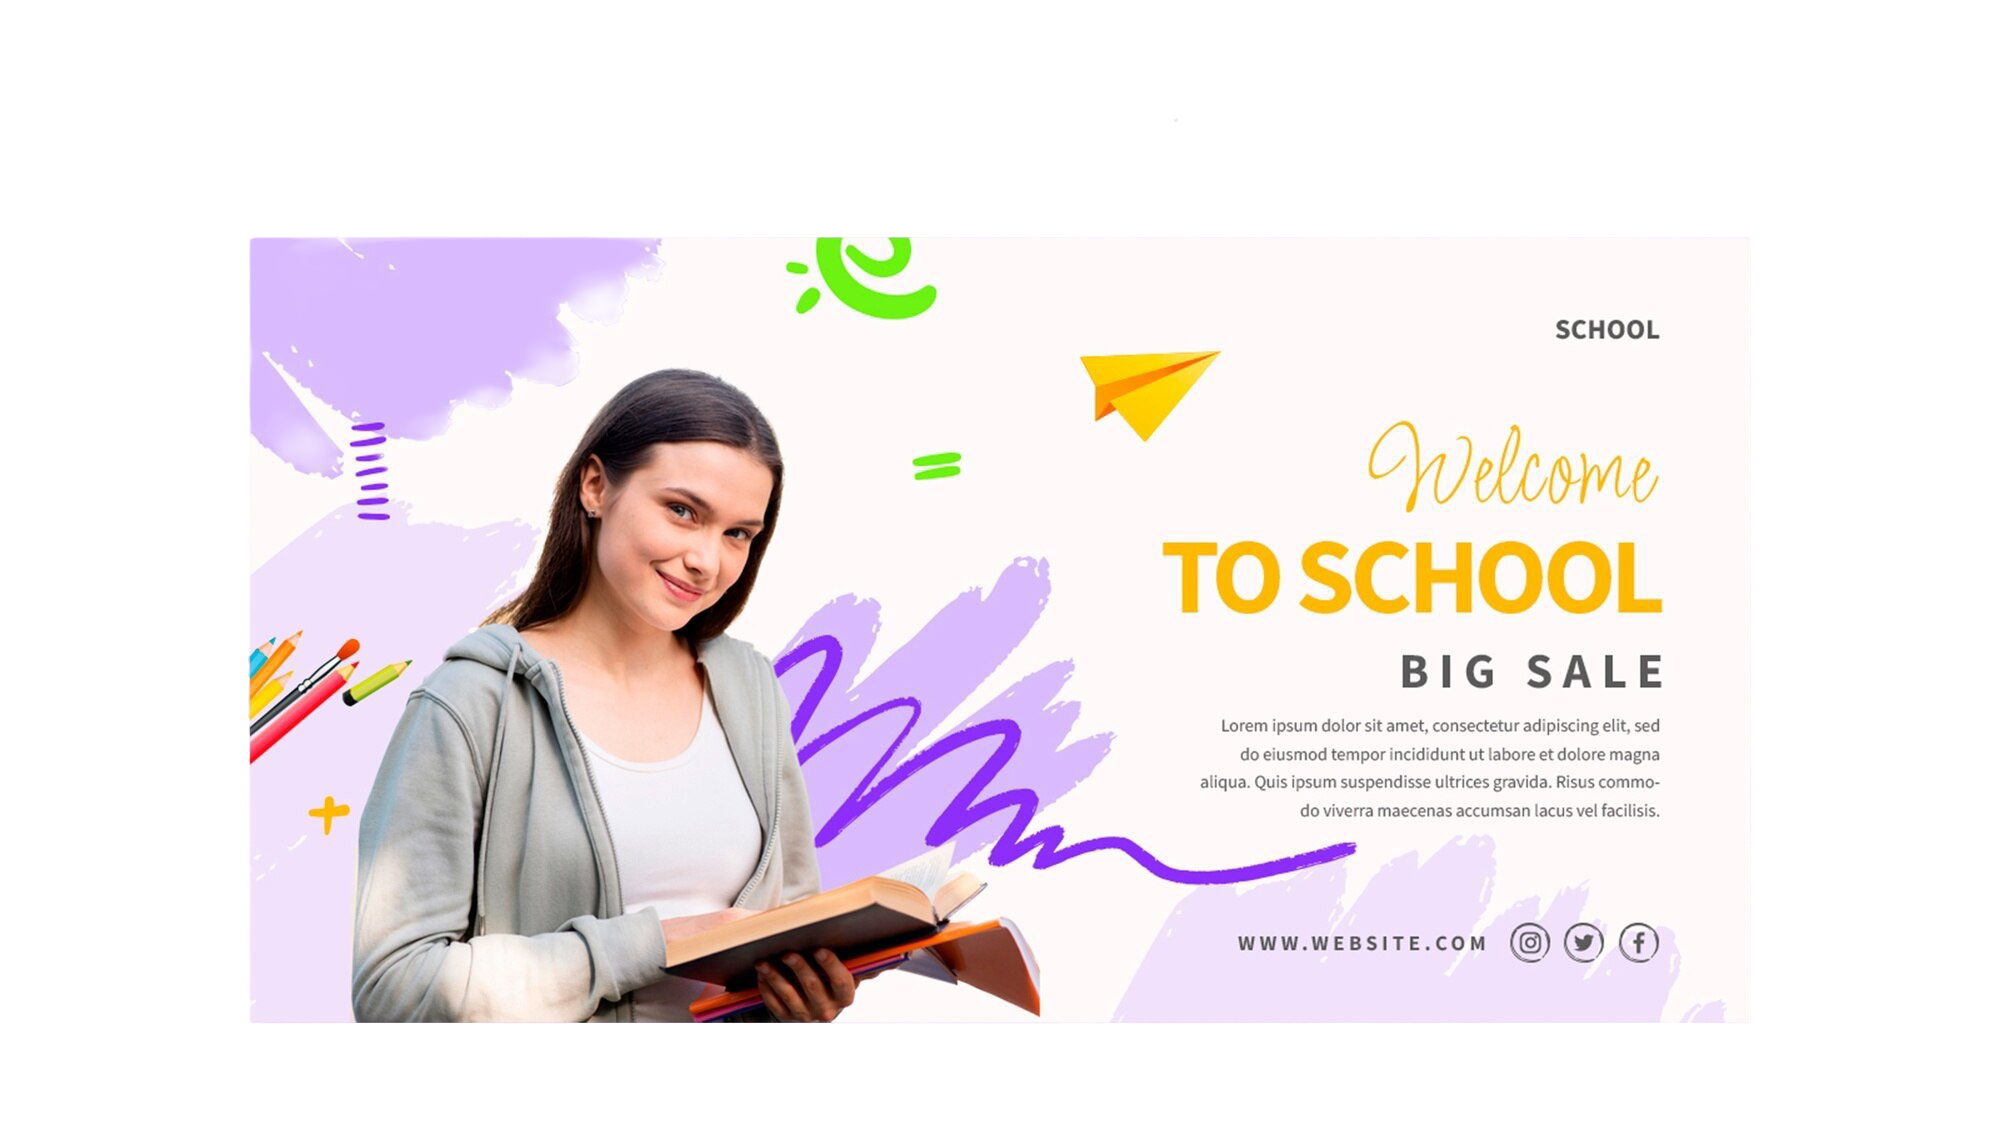 SCHOOL
Welcome
TO SCHOOL
BIG SALE
Lorem ipsum dolor sit amet, consectetur adipiscing elit, sed
do eiusmod tempor incididunt ut labore et dolore magna
aliqua. Quis ipsum suspendisse ultrices gravida. Risus commo-
do viverra maecenas accumsan lacus vel facilisis.
WWW.WEBSITE.COM